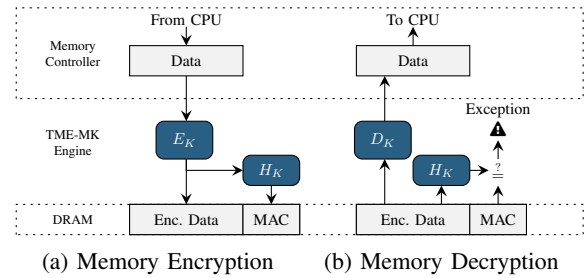 From CPU
To CPU
Memory
Controller
Data
Data
Exception
TME-MK
Engine
E_K
D_K
H_K
H_K
?
=
DRAM
Enc. Data
MAC
Enc. Data
MAC
(a) Memory Encryption
(b) Memory Decryption